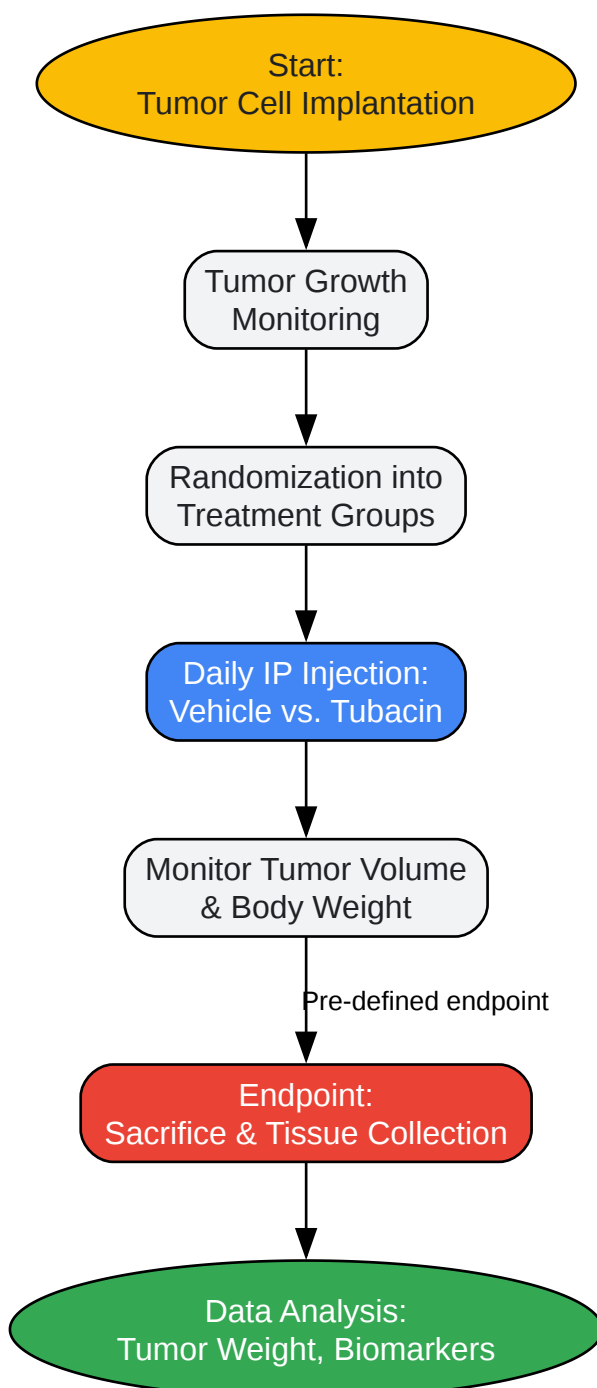 Start:
Tumor Cell Implantation
Tumor Growth
Monitoring
Randomization into
Treatment Groups
Daily IP Injection:
Vehicle vs. Tubacin
Monitor Tumor Volume
& Body Weight
Pre-defined endpoint
Endpoint:
Sacrifice & Tissue Collection
Data Analysis:
Tumor Weight, Biomarkers